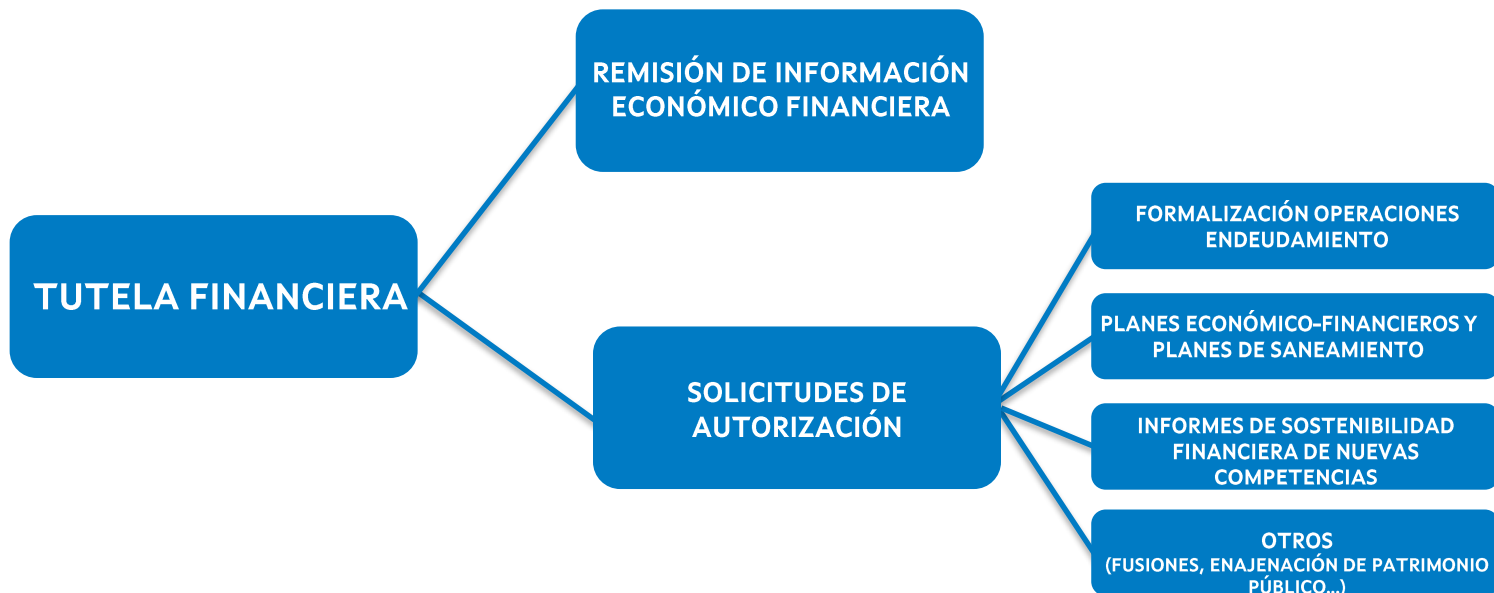 REMISIÓN DE INFORMACIÓN
ECONÓMICO FINANCIERA
TUTELA FINANCIERA
SOLICITUDES DE
AUTORIZACIÓN
FORMALIZACIÓN OPERACIONES
ENDEUDAMIENTO
PLANES ECONÓMICO-FINANCIEROS Y
PLANES DE SANEAMIENTO
INFORMES DE SOSTENIBILIDAD
FINANCIERA DE NUEVAS
COMPETENCIAS
OTROS
(FUSIONES, ENAJENACIÓN DE PATRIMONIO
PÚBLICO...)